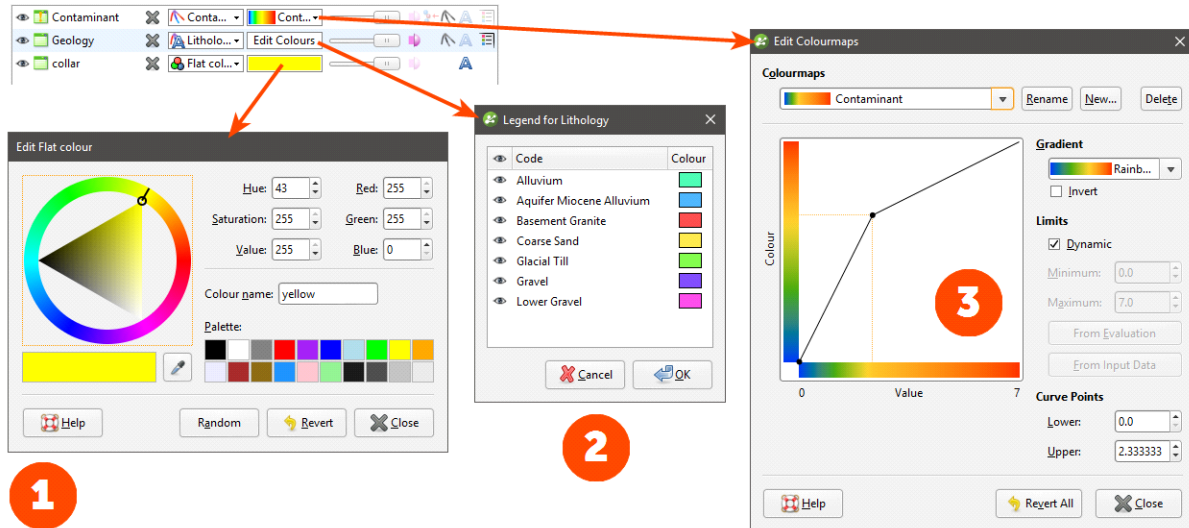 Contaminant Conta... Cont...
Geology Litholo... Edit Colours
collar Flat col...
Edit Flat colour
Hue: 43 Red: 255
Saturation: 255 Green: 255
Value: 255 Blue: 0
Colour name: yellow
Palette:
Help Random Revert Close
1
Legend for Lithology
Code Colour
Alluvium
Aquifer Miocene Alluvium
Basement Granite
Coarse Sand
Glacial Till
Gravel
Lower Gravel
Cancel OK
2
Edit Colourmaps
Colourmaps
Contaminant Rename New... Delete
Gradient
Rainb...
Invert
Limits
Dynamic
Minimum: 0.0
Maximum: 7.0
From Evaluation
From Input Data
Colour
3
0 Value 7
Curve Points
Lower: 0.0
Upper: 2.333333
Help Revert All Close